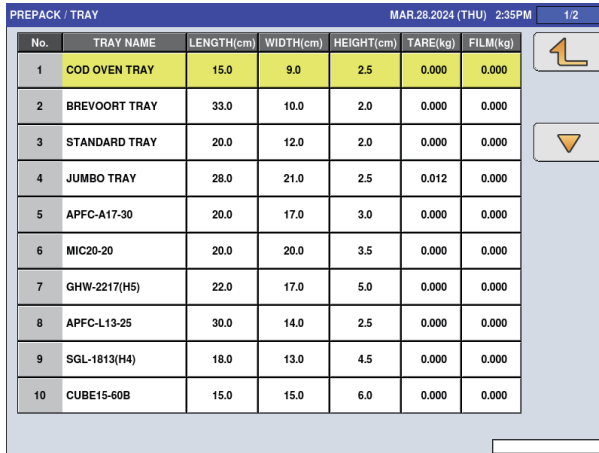 PREPACK / TRAY MAR.28.2024 (THU) 2:35PM 1/2
No. TRAY NAME LENGTH(cm) WIDTH(cm) HEIGHT(cm) TARE(kg) FILM(kg)
1 COD OVEN TRAY 15.0 9.0 2.5 0.000 0.000
2 BREVOORT TRAY 33.0 10.0 2.0 0.000 0.000
3 STANDARD TRAY 20.0 12.0 2.0 0.000 0.000
4 JUMBO TRAY 28.0 21.0 2.5 0.012 0.000
5 APFC-A17-30 20.0 17.0 3.0 0.000 0.000
6 MIC20-20 20.0 20.0 3.5 0.000 0.000
7 GHW-2217(H5) 22.0 17.0 5.0 0.000 0.000
8 APFC-L13-25 30.0 14.0 2.5 0.000 0.000
9 SGL-1813(H4) 18.0 13.0 4.5 0.000 0.000
10 CUBE15-60B 15.0 15.0 6.0 0.000 0.000